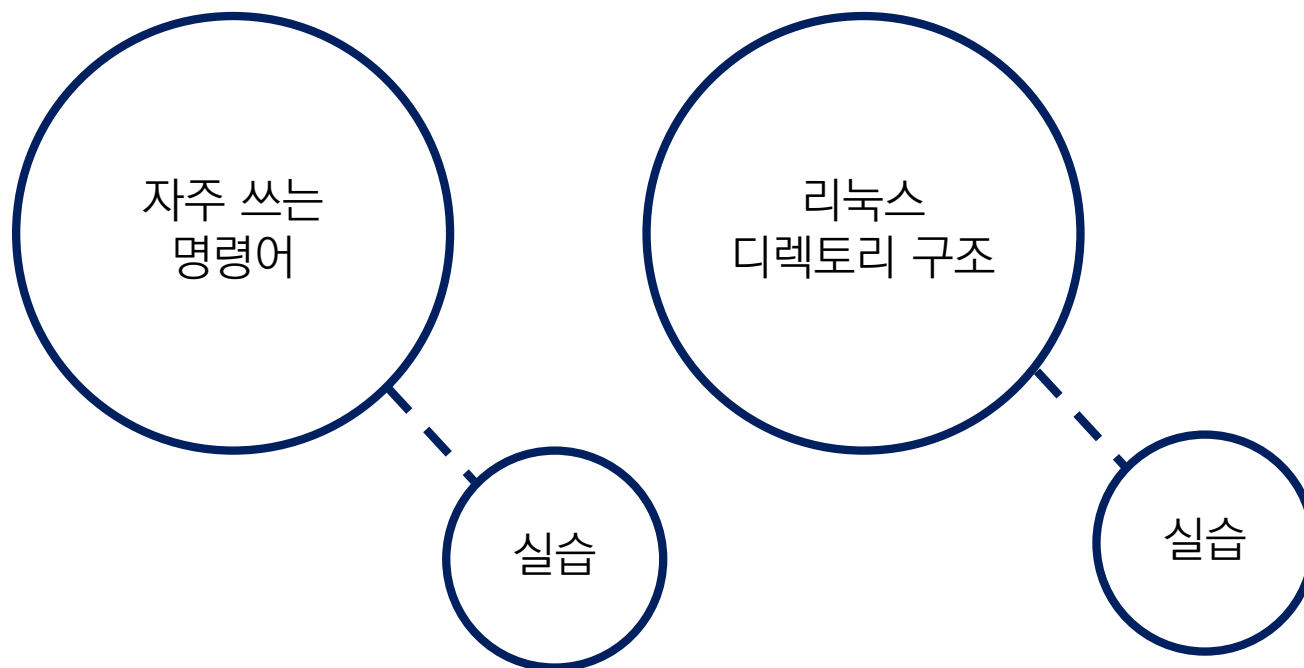 자주 쓰는
명령어
실습
리눅스
디렉토리 구조
실습